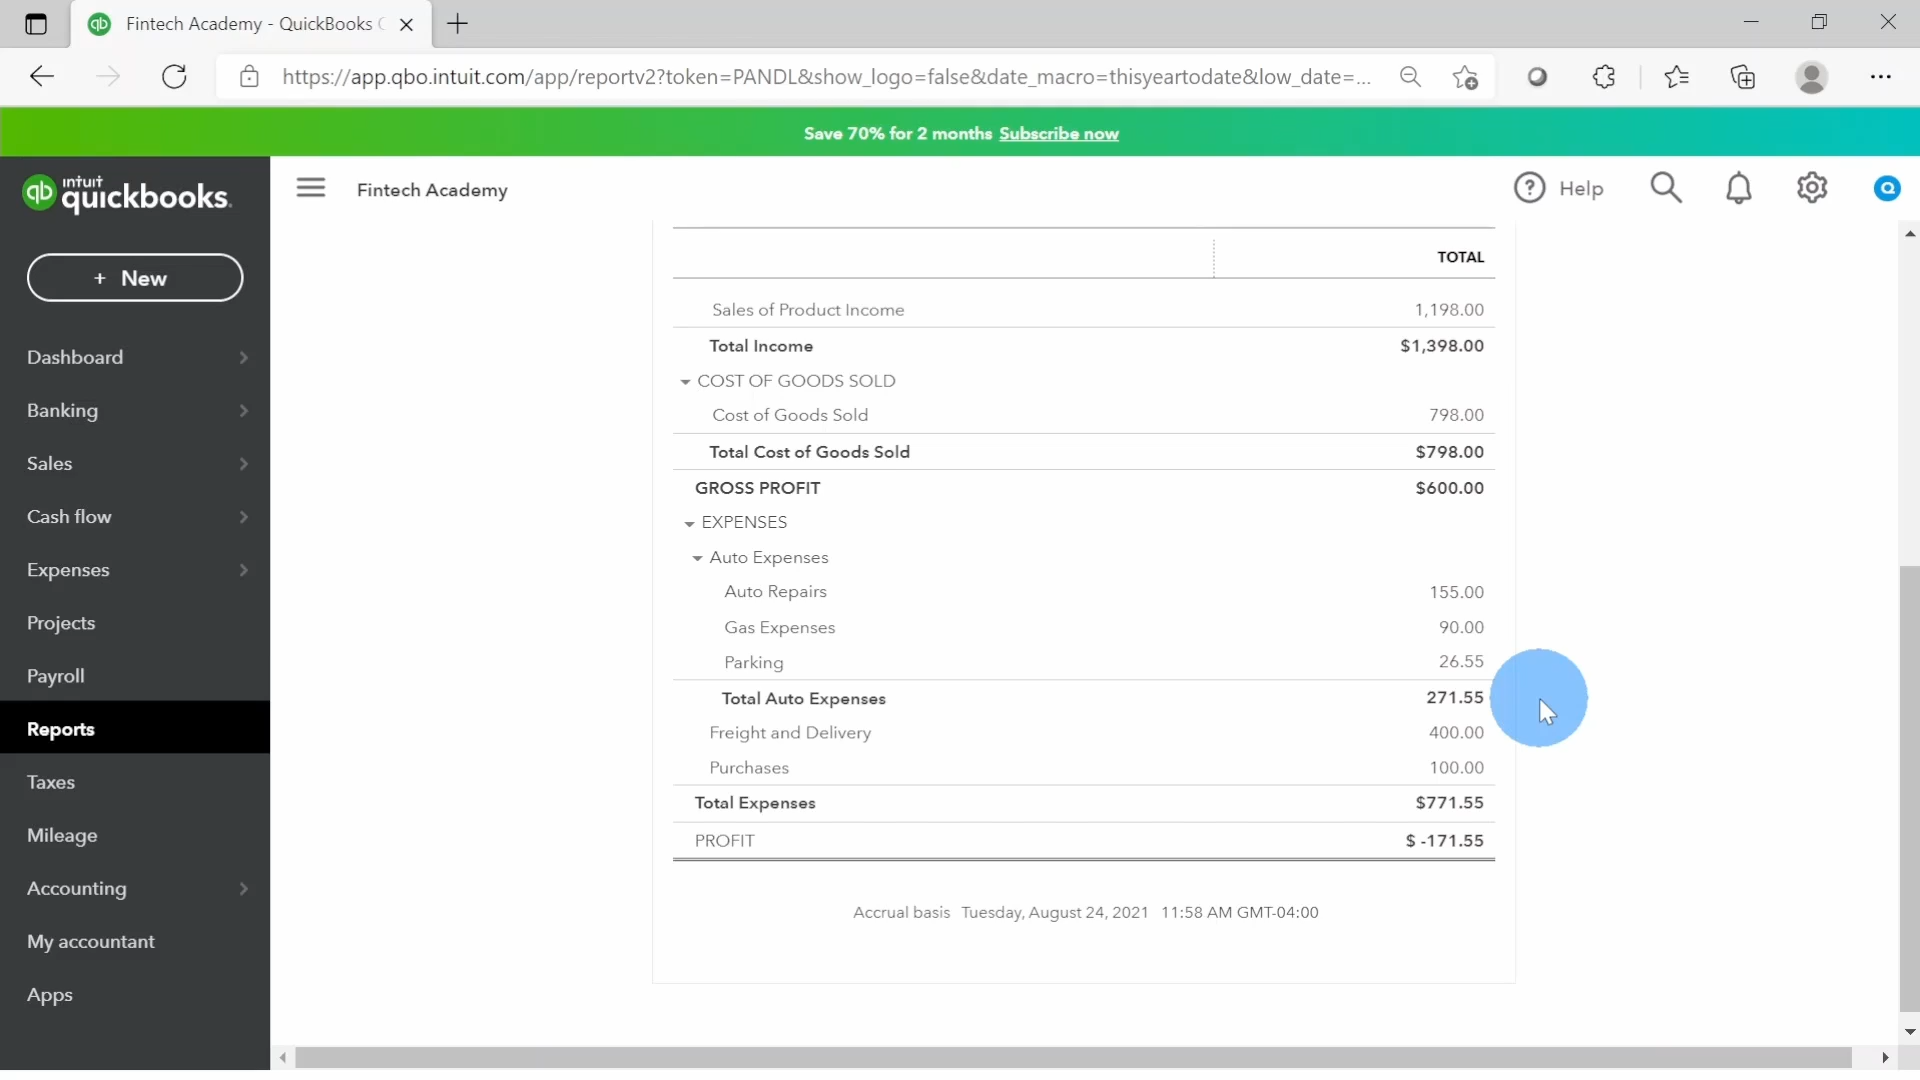 Fintech Academy - QuickBooks
https://app.qbo.intuit.com/app/reportv2?token=PANDL&show_logo=false&date_macro=thisyeartodate&low_date=...
Save 70% for 2 months Subscribe now
intuit quickbooks.
Fintech Academy
Help
Q
+ New
Dashboard
Banking
Sales
Cash flow
Expenses
Projects
Payroll
Reports
Taxes
Mileage
Accounting
My accountant
Apps
TOTAL
Sales of Product Income 1,198.00
Total Income $1,398.00
COST OF GOODS SOLD
Cost of Goods Sold 798.00
Total Cost of Goods Sold $798.00
GROSS PROFIT $600.00
EXPENSES
Auto Expenses
Auto Repairs 155.00
Gas Expenses 90.00
Parking 26.55
Total Auto Expenses 271.55
Freight and Delivery 400.00
Purchases 100.00
Total Expenses $771.55
PROFIT $ -171.55
Accrual basis Tuesday, August 24, 2021 11:58 AM GMT-04:00